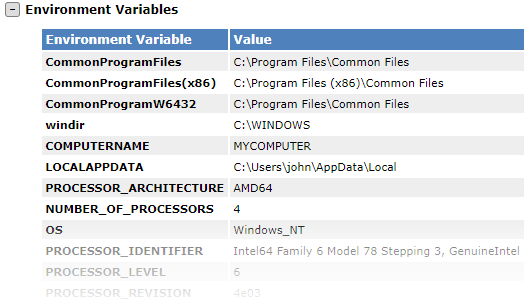 Environment Variables
Environment Variable Value
CommonProgramFiles C:\Program Files\Common Files
CommonProgramFiles(x86) C:\Program Files (x86)\Common Files
CommonProgramW6432 C:\Program Files\Common Files
windir C:\WINDOWS
COMPUTERNAME MYCOMPUTER
LOCALAPPDATA C:\Users\john\AppData\Local
PROCESSOR_ARCHITECTURE AMD64
NUMBER_OF_PROCESSORS 4
OS Windows_NT
PROCESSOR_IDENTIFIER Intel64 Family 6 Model 78 Stepping 3, GenuineIntel
PROCESSOR_LEVEL 6
PROCESSOR_REVISION 4e03